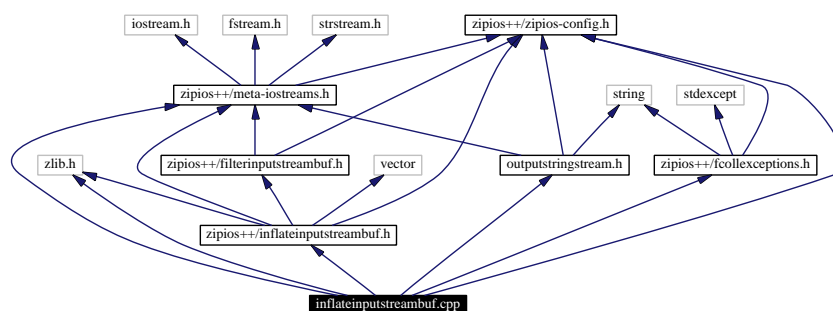 iostream.h
fstream.h
strstream.h
zipios++/zipios-config.h
zipios++/meta-iostreams.h
string
stdexcept
zlib.h
zipios++/filterinputstreambuf.h
vector
outputstringstream.h
zipios++/fcollexceptions.h
zipios++/inflateinputstreambuf.h
inflateinputstreambuf.cpp